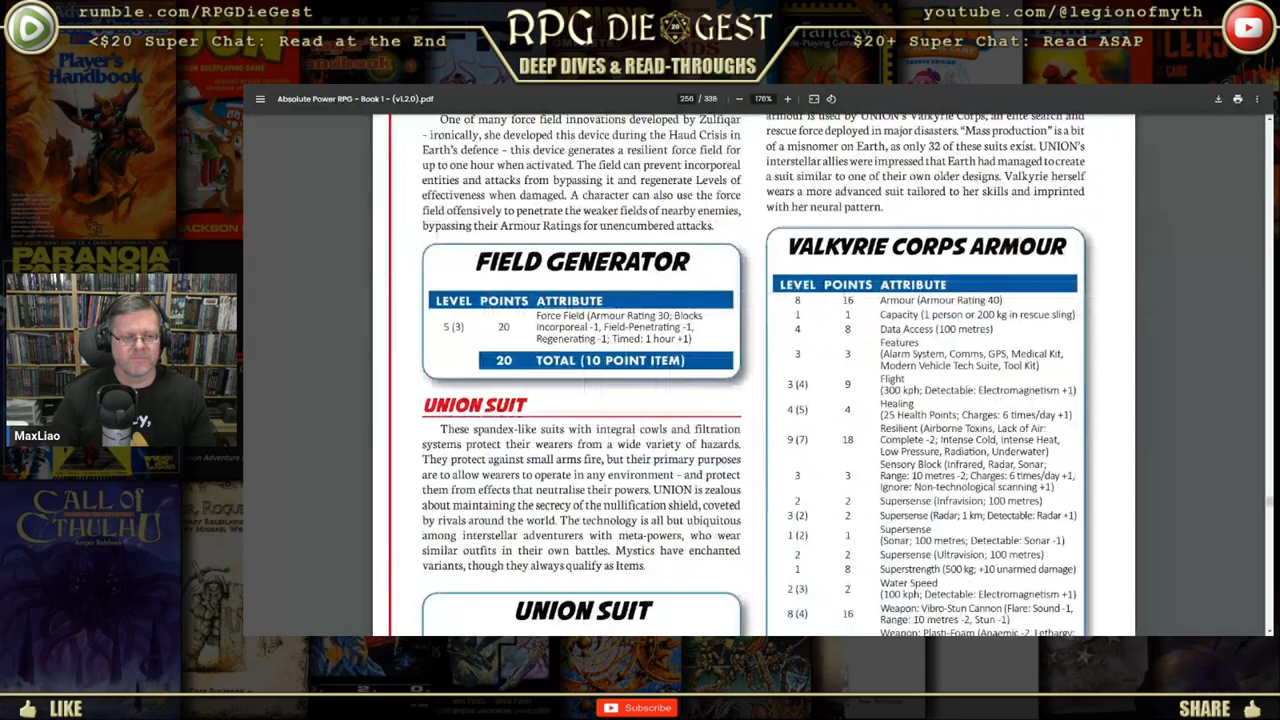 rumble.com/RPGDieGest
<$20 Super Chat: Read at the End
RPG DIE GEST
DEEP DIVES & READ-THROUGHS
youtube.com/@legionofmyth
$20+ Super Chat: Read ASAP
Player's
Handbook
PARANOIA
CALL OF
CTHULHU
MaxLiao
Absolute Power RPG - Book 1 - (v1.2.0).pdf
256 / 338
176%
One of many force field innovations developed by Zulfiqar
– ironically, she developed this device during the Haud Crisis in
Earth's defence – this device generates a resilient force field for
up to one hour when activated. The field can prevent incorporeal
entities and attacks from bypassing it and regenerate Levels of
effectiveness when damaged. A character can also use the force
field offensively to penetrate the weaker fields of nearby enemies,
bypassing their Armour Ratings for unencumbered attacks.
FIELD GENERATOR
LEVEL POINTS ATTRIBUTE
5 (3) 20 Force Field (Armour Rating 30; Blocks
Incorporeal -1, Field-Penetrating -1,
Regenerating -1; Timed: 1 hour +1)
20 TOTAL (10 POINT ITEM)
UNION SUIT
These spandex-like suits with integral cowls and filtration
systems protect their wearers from a wide variety of hazards.
They protect against small arms fire, but their primary purposes
are to allow wearers to operate in any environment – and protect
them from effects that neutralise their powers. UNION is zealous
about maintaining the secrecy of the nullification shield, coveted
by rivals around the world. The technology is all but ubiquitous
among interstellar adventurers with meta-powers, who wear
similar outfits in their own battles. Mystics have enchanted
variants, though they always qualify as Items.
UNION SUIT
armour is used by UNION's Valkyrie Corps, an elite search and
rescue force deployed in major disasters. "Mass production" is a bit
of a misnomer on Earth, as only 32 of these suits exist. UNION's
interstellar allies were impressed that Earth had managed to create
a suit similar to one of their own older designs. Valkyrie herself
wears a more advanced suit tailored to her skills and imprinted
with her neural pattern.
VALKYRIE CORPS ARMOUR
LEVEL POINTS ATTRIBUTE
8 16 Armour (Armour Rating 40)
1 1 Capacity (1 person or 200 kg in rescue sling)
4 8 Data Access (100 metres)
3 3 Features
(Alarm System, Comms, GPS, Medical Kit,
Modern Vehicle Tech Suite, Tool Kit)
3 (4) 9 Flight
(300 kph; Detectable: Electromagnetism +1)
4 (5) 4 Healing
(25 Health Points; Charges: 6 times/day +1)
9 (7) 18 Resilient (Airborne Toxins, Lack of Air:
Complete -2; Intense Cold, Intense Heat,
Low Pressure, Radiation, Underwater)
3 3 Sensory Block (Infrared, Radar, Sonar;
Range: 10 metres -2; Charges: 6 times/day +1,
Ignore: Non-technological scanning +1)
2 2 Supersense (Infravision; 100 metres)
3 (2) 2 Supersense (Radar; 1 km; Detectable: Radar +1)
1 (2) 1 Supersense
(Sonar; 100 metres; Detectable: Sonar -1)
2 2 Supersense (Ultravision; 100 metres)
1 8 Superstrength (500 kg; +10 unarmed damage)
2 (3) 2 Water Speed
(100 kph; Detectable: Electromagnetism +1)
8 (4) 16 Weapon: Vibro-Stun Cannon (Flare: Sound -1,
Range: 10 metres -2, Stun -1)
Weapon: Plasti-Foam (Anaemic -2, Lethargy:
LIKE
Subscribe
SHARE